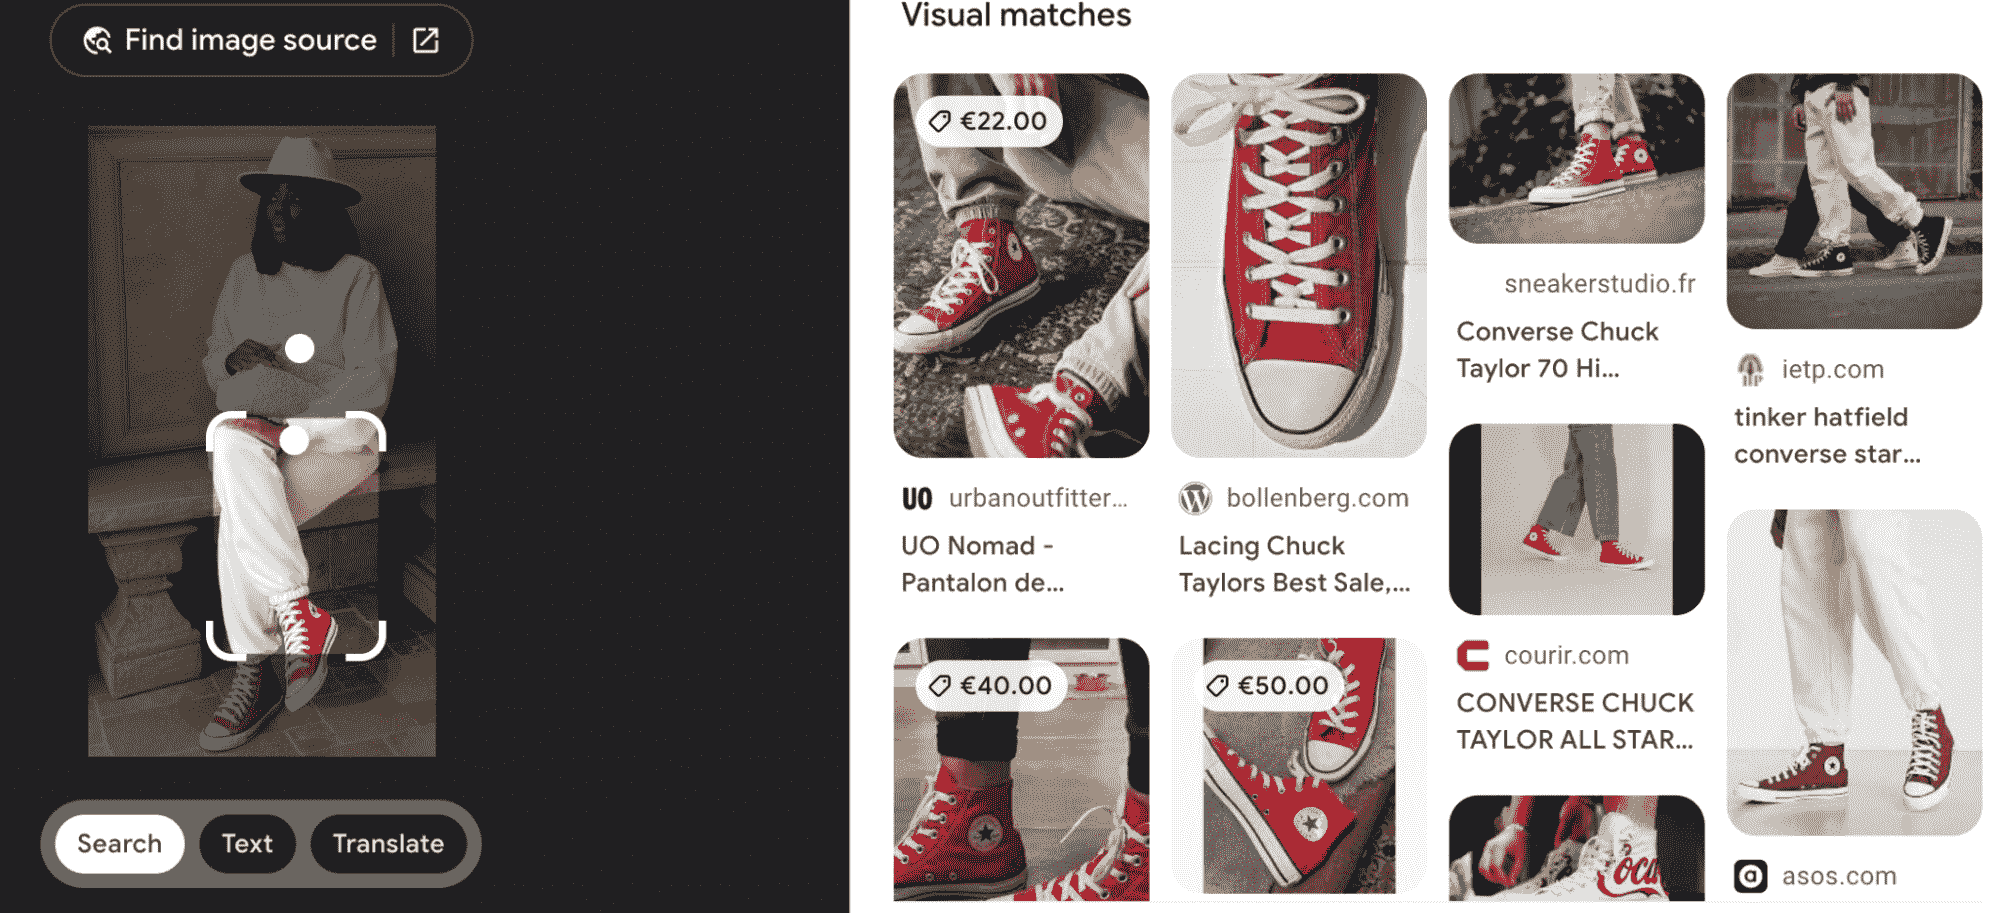 Find image source
Search
Text
Translate
Visual matches
€22.00
UO urbanoutfitter...
UO Nomad -
Pantalon de...
€40.00
bollenberg.com
Lacing Chuck
Taylors Best Sale,...
€50.00
sneakerstudio.fr
Converse Chuck
Taylor 70 Hi...
courir.com
CONVERSE CHUCK
TAYLOR ALL STAR...
ietp.com
tinker hatfield
converse star...
asos.com